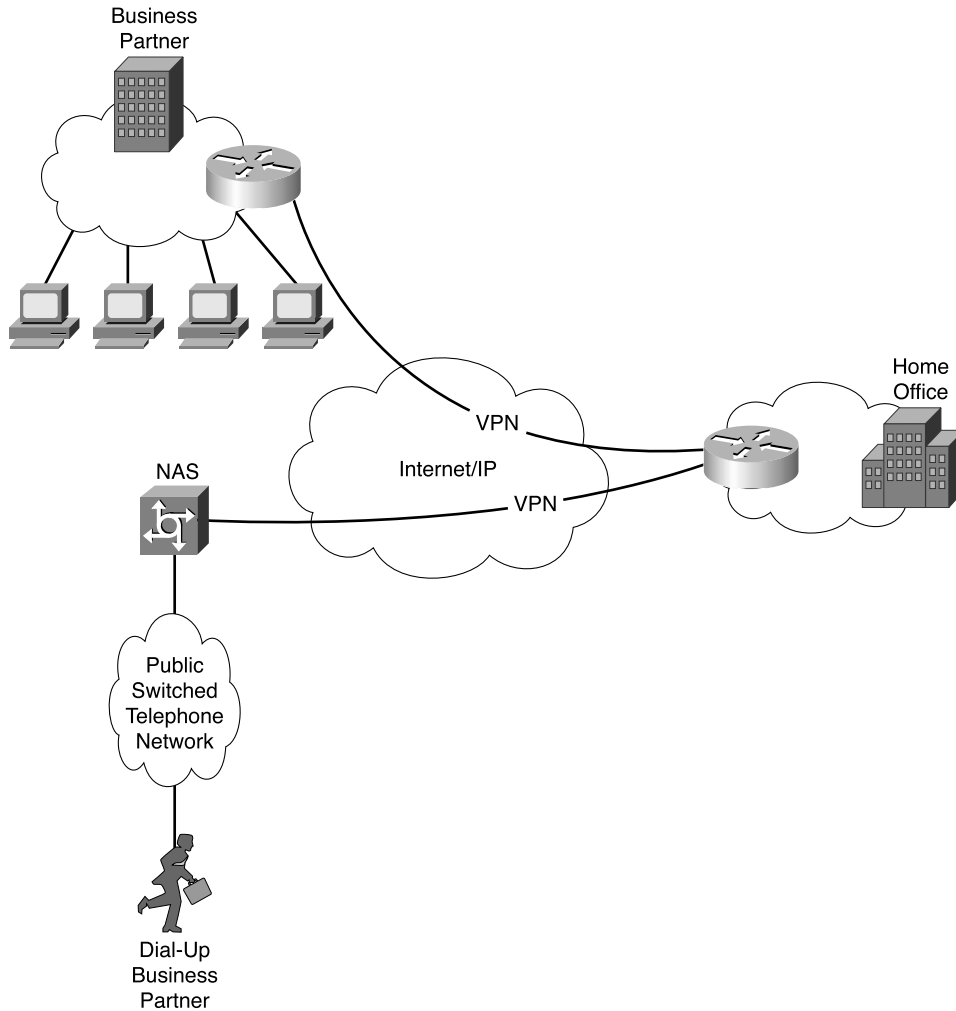 Business
Partner
Home
Office
VPN
Internet/IP
NAS
VPN
Public
Switched
Telephone
Network
Dial-Up
Business
Partner